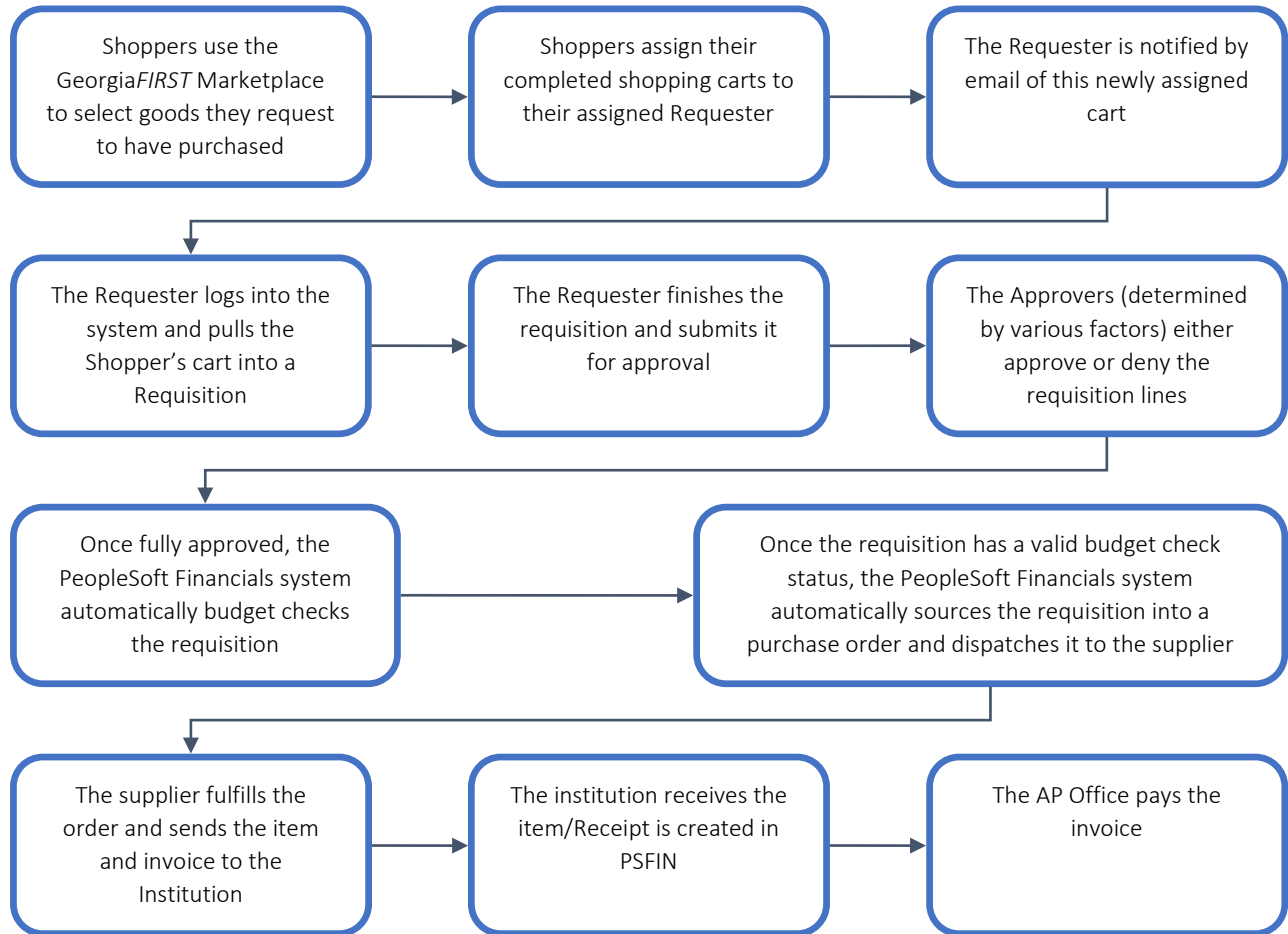 Shoppers use the
GeorgiaFIRST Marketplace
to select goods they request
to have purchased
Shoppers assign their
completed shopping carts to
their assigned Requester
The Requester is notified by
email of this newly assigned
cart
The Requester logs into the
system and pulls the
Shopper’s cart into a
Requisition
The Requester finishes the
requisition and submits it
for approval
The Approvers (determined
by various factors) either
approve or deny the
requisition lines
Once fully approved, the
PeopleSoft Financials system
automatically budget checks
the requisition
Once the requisition has a valid budget check
status, the PeopleSoft Financials system
automatically sources the requisition into a
purchase order and dispatches it to the supplier
The supplier fulfills the
order and sends the item
and invoice to the
Institution
The institution receives the
item/Receipt is created in
PSFIN
The AP Office pays the
invoice